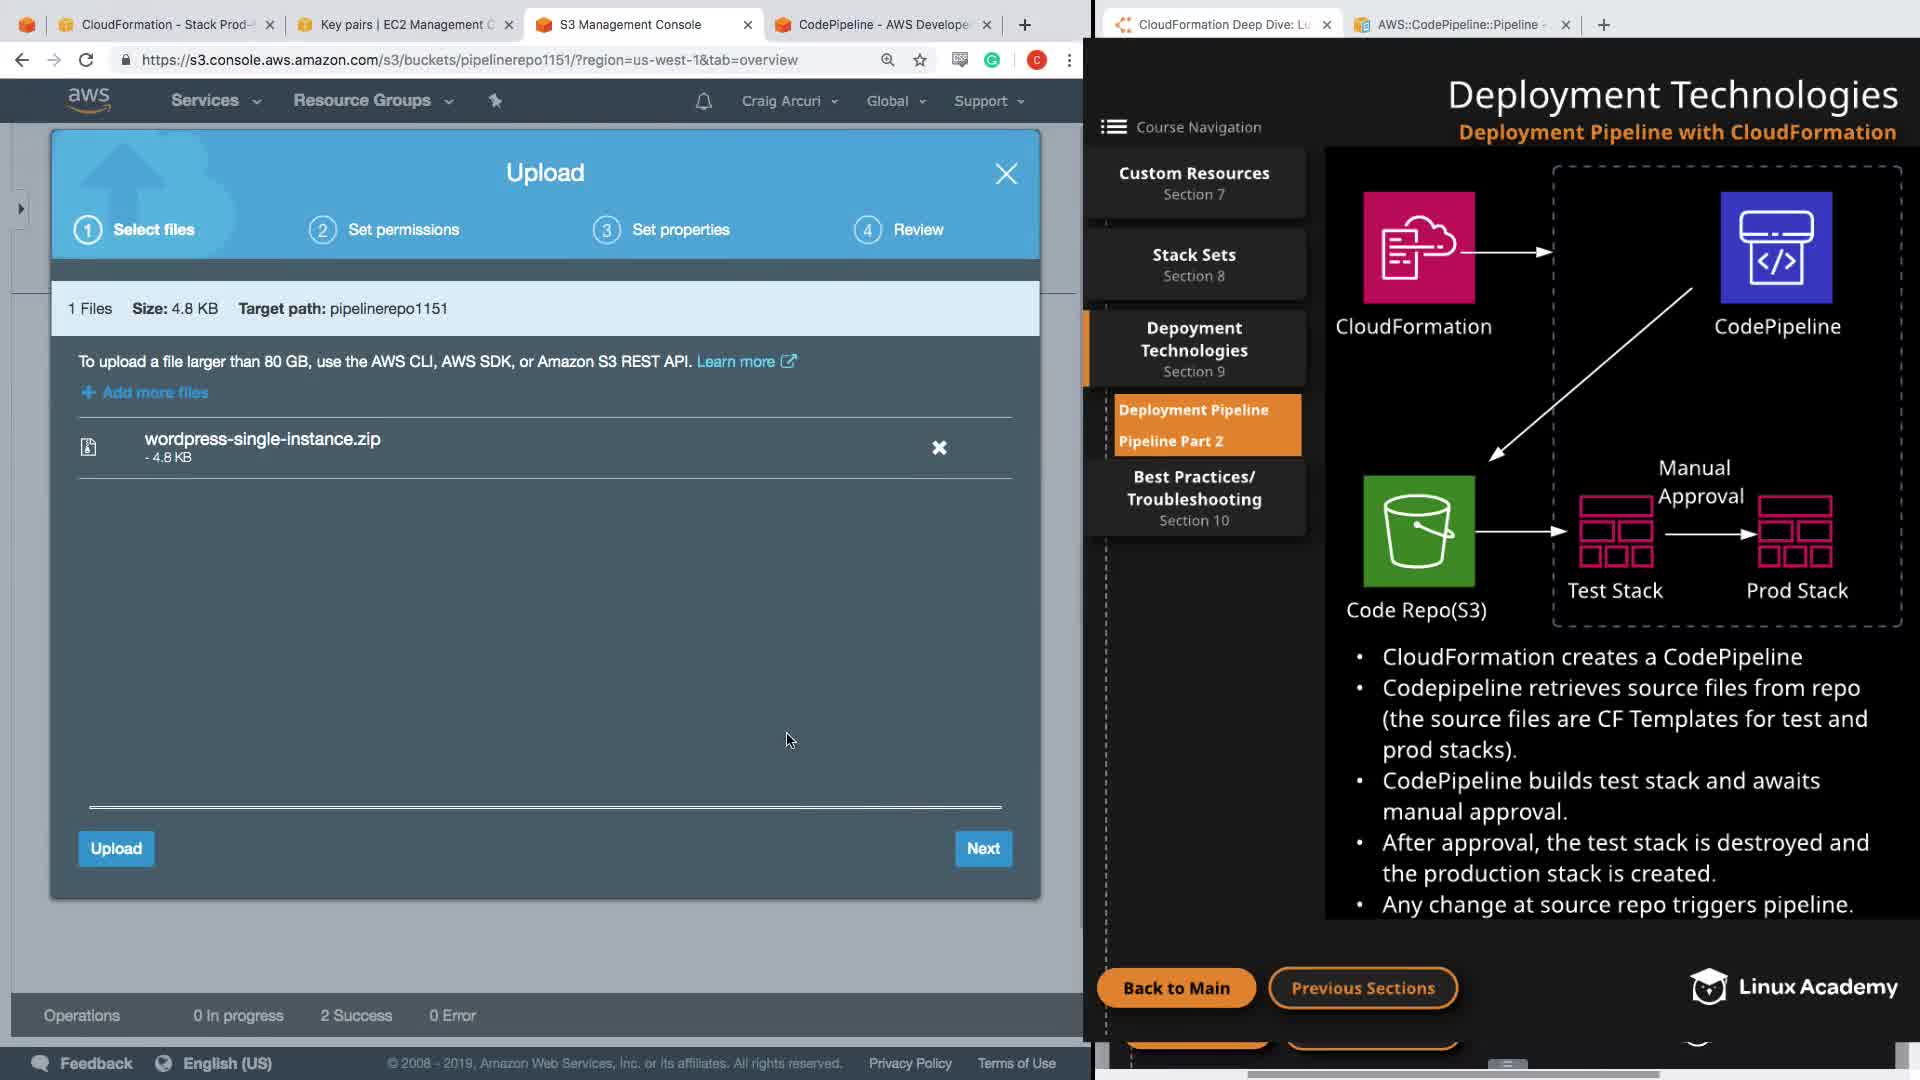 CloudFormation - Stack Prod-
Key pairs | EC2 Management C
S3 Management Console
CodePipeline - AWS Develope
https://s3.console.aws.amazon.com/s3/buckets/pipelinerepo1151/?region=us-west-1&tab=overview
C
aws
Services
Resource Groups
Craig Arcuri
Global
Support
Upload
1 Select files
2 Set permissions
3 Set properties
4 Review
1 Files Size: 4.8 KB Target path: pipelinerepo1151
To upload a file larger than 80 GB, use the AWS CLI, AWS SDK, or Amazon S3 REST API. Learn more
Add more files
wordpress-single-instance.zip
- 4.8 KB
Upload
Next
Operations
0 In progress
2 Success
0 Error
Feedback
English (US)
© 2008 - 2019, Amazon Web Services, Inc. or its affiliates. All rights reserved.
Privacy Policy
Terms of Use
CloudFormation Deep Dive: Lu
AWS::CodePipeline::Pipeline -
Deployment Technologies
Deployment Pipeline with CloudFormation
Course Navigation
Custom Resources
Section 7
Stack Sets
Section 8
Depoyment
Technologies
Section 9
Deployment Pipeline
Pipeline Part 2
Best Practices/
Troubleshooting
Section 10
CloudFormation
CodePipeline
Manual
Approval
Code Repo(S3)
Test Stack
Prod Stack
• CloudFormation creates a CodePipeline
• Codepipeline retrieves source files from repo
(the source files are CF Templates for test and
prod stacks).
• CodePipeline builds test stack and awaits
manual approval.
• After approval, the test stack is destroyed and
the production stack is created.
• Any change at source repo triggers pipeline.
Back to Main
Previous Sections
Linux Academy